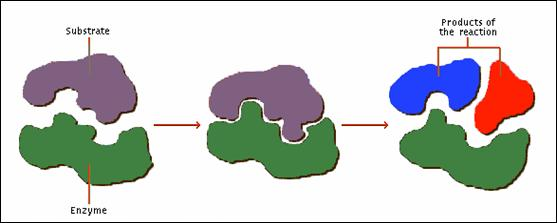 Substrate
Products of
the reaction
Enzyme